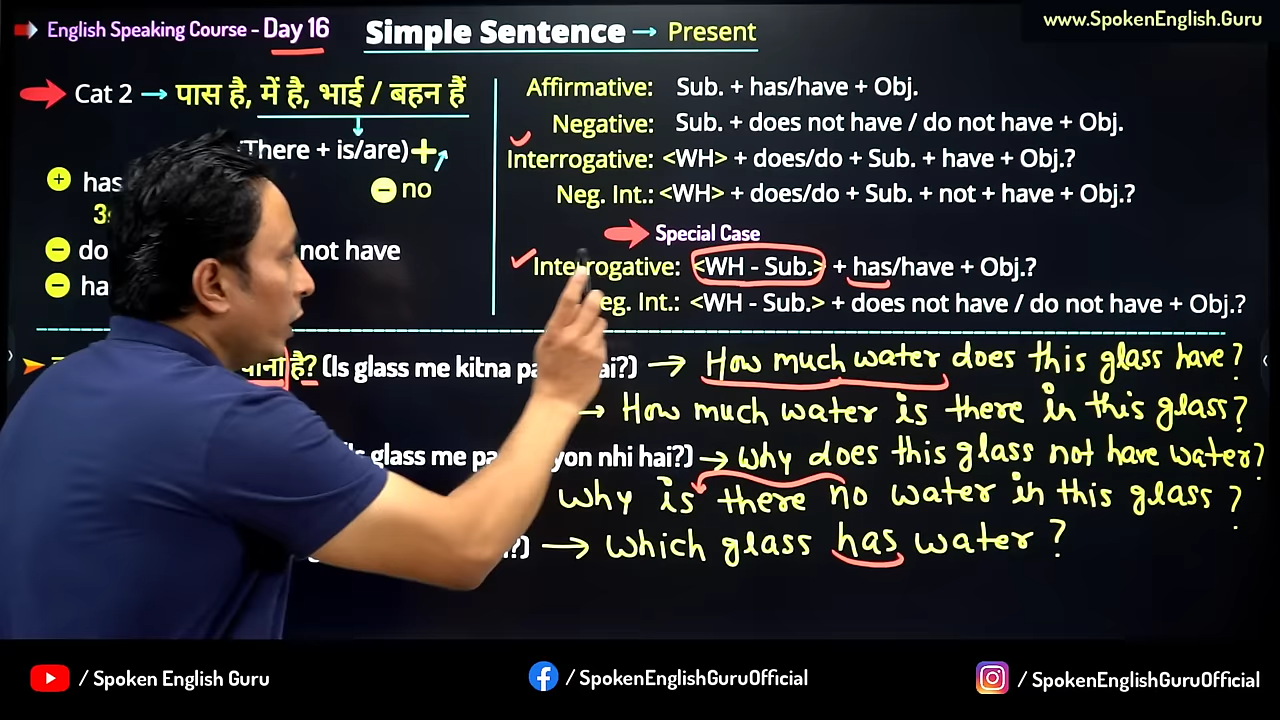 English Speaking Course - Day 16
Simple Sentence → Present
www.SpokenEnglish.Guru
Cat 2 → पास है, में है, भाई / बहन हैं
(There + is/are) +
+ has
− no
− do not have
−
Affirmative: Sub. + has/have + Obj.
Negative: Sub. + does not have / do not have + Obj.
Interrogative: <WH> + does/do + Sub. + have + Obj.?
Neg. Int.: <WH> + does/do + Sub. + not + have + Obj.?
Special Case
Interrogative: <WH - Sub.> + has/have + Obj.?
Neg. Int.: <WH - Sub.> + does not have / do not have + Obj.?
है? (Is glass me kitna → How much water does this glass have?
→ How much water is there in this glass?
glass me nhi hai?) → Why does this glass not have water?
Why is there no water in this glass?
→ Which glass has water?
/ Spoken English Guru
/ SpokenEnglishGuruOfficial
/ SpokenEnglishGuruOfficial